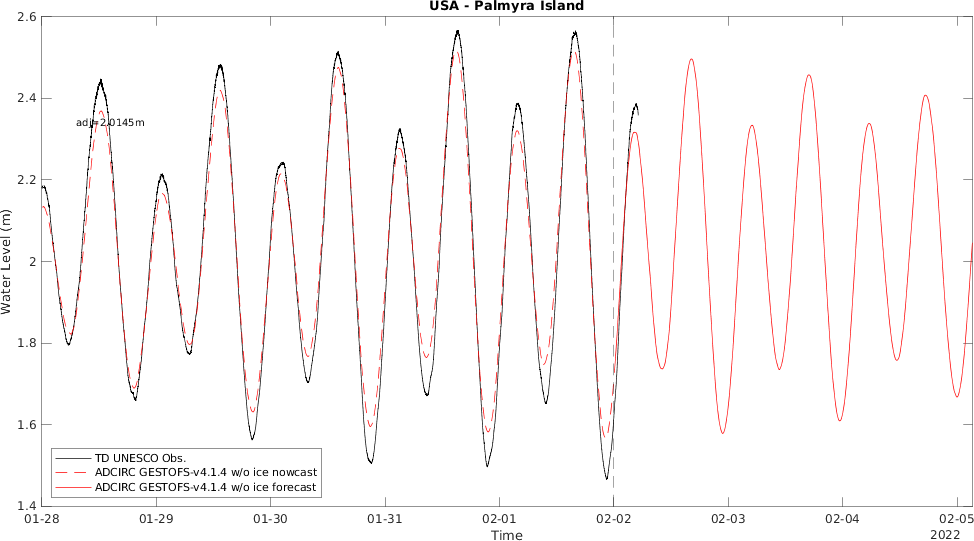 USA - Palmyra Island
2.6
2.4
2.2
2
1.8
1.6
1.4
Water Level (m)
adj=2.0145m
TD UNESCO Obs.
ADCIRC GESTOFS-v4.1.4 w/o ice nowcast
ADCIRC GESTOFS-v4.1.4 w/o ice forecast
01-28 01-29 01-30 01-31 02-01 02-02 02-03 02-04 02-05
Time
2022